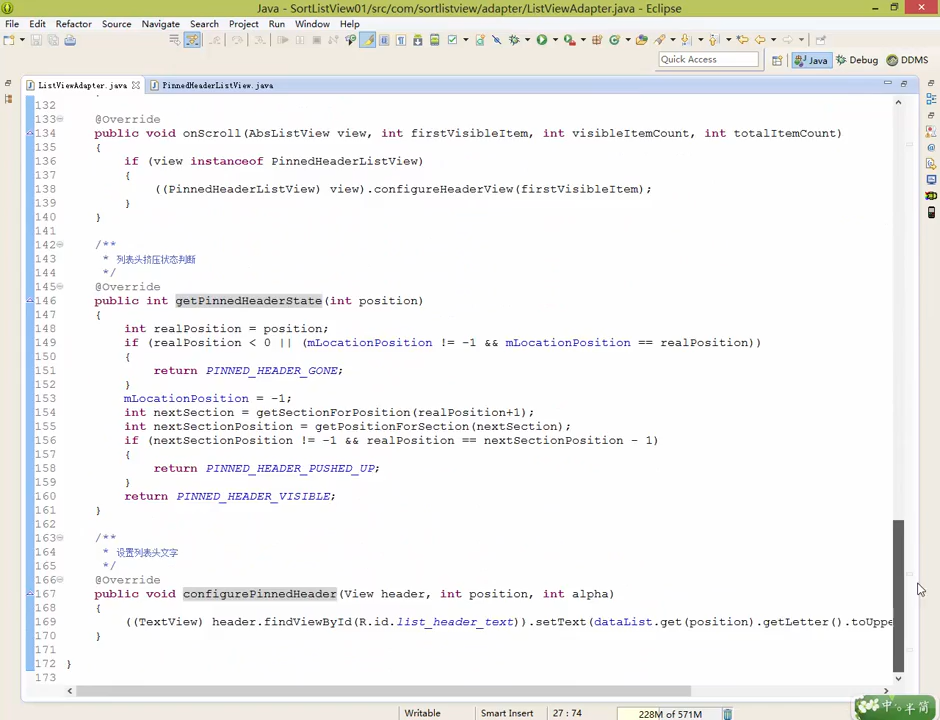 Java - SortListView01/src/com/sortlistview/adapter/ListViewAdapter.java - Eclipse
File Edit Refactor Source Navigate Search Project Run Window Help
Quick Access
Java
Debug
DDMS
ListViewAdapter.java
PinnedHeaderListView.java
132
133 @Override
134 public void onScroll(AbsListView view, int firstVisibleItem, int visibleItemCount, int totalItemCount)
135 {
136 if (view instanceof PinnedHeaderListView)
137 {
138 ((PinnedHeaderListView) view).configureHeaderView(firstVisibleItem);
139 }
140 }
141
142 /**
143 * 列表头挤压状态判断
144 */
145 @Override
146 public int getPinnedHeaderState(int position)
147 {
148 int realPosition = position;
149 if (realPosition < 0 || (mLocationPosition != -1 && mLocationPosition == realPosition))
150 {
151 return PINNED_HEADER_GONE;
152 }
153 mLocationPosition = -1;
154 int nextSection = getSectionForPosition(realPosition+1);
155 int nextSectionPosition = getPositionForSection(nextSection);
156 if (nextSectionPosition != -1 && realPosition == nextSectionPosition - 1)
157 {
158 return PINNED_HEADER_PUSHED_UP;
159 }
160 return PINNED_HEADER_VISIBLE;
161 }
162
163 /**
164 * 设置列表头文字
165 */
166 @Override
167 public void configurePinnedHeader(View header, int position, int alpha)
168 {
169 ((TextView) header.findViewById(R.id.list_header_text)).setText(dataList.get(position).getLetter().toUppe
170 }
171
172 }
173
Writable
Smart Insert
27 : 74
228M of 571M
中 半 简